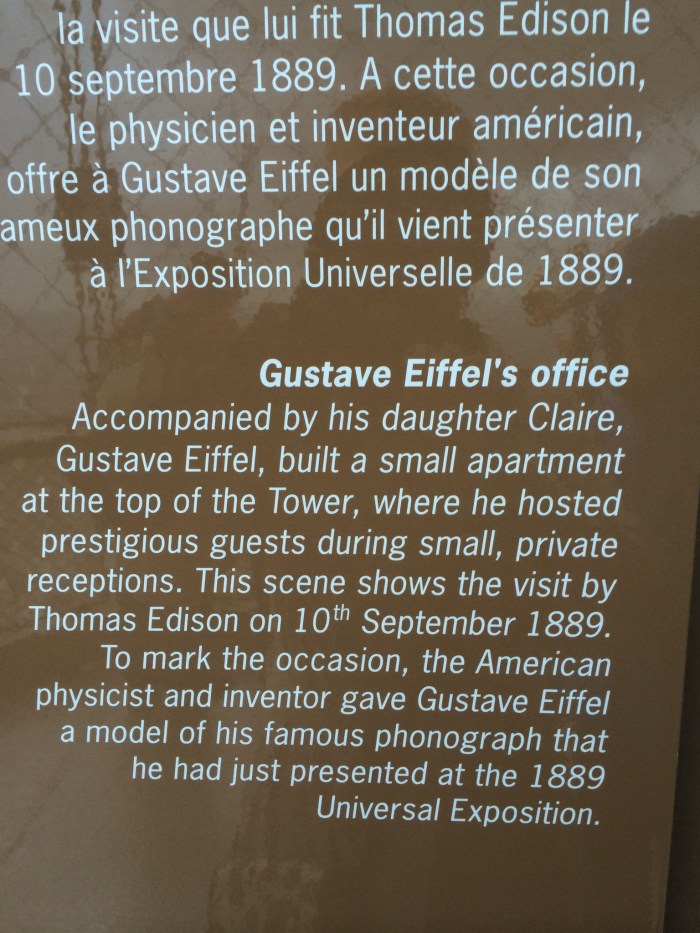 la visite que lui fit Thomas Edison le
10 septembre 1889. A cette occasion,
le physicien et inventeur américain,
offre à Gustave Eiffel un modèle de son
ameux phonographe qu'il vient présenter
à l'Exposition Universelle de 1889.
Gustave Eiffel's office
Accompanied by his daughter Claire,
Gustave Eiffel, built a small apartment
at the top of the Tower, where he hosted
prestigious guests during small, private
receptions. This scene shows the visit by
Thomas Edison on 10th September 1889.
To mark the occasion, the American
physicist and inventor gave Gustave Eiffel
a model of his famous phonograph that
he had just presented at the 1889
Universal Exposition.